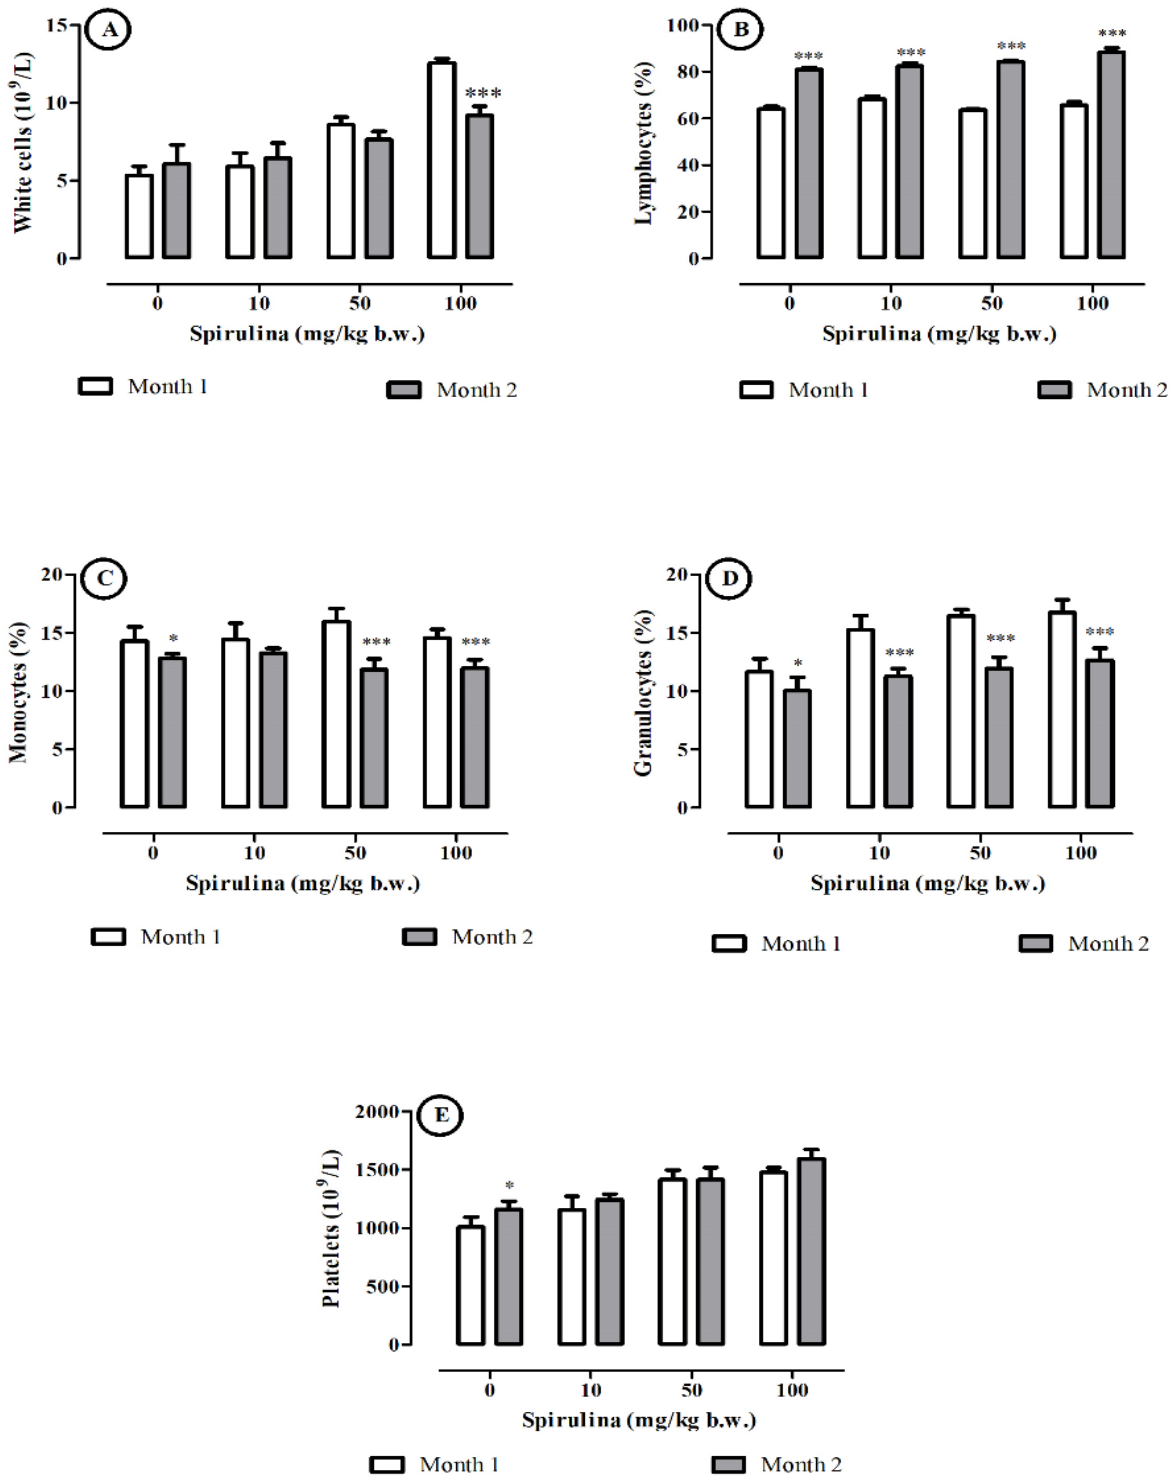 A
White cells (10^9/L)
15
10
5
0
***
0 10 50 100
Spirulina (mg/kg b.w.)
Month 1 Month 2
B
Lymphocytes (%)
100
80
60
40
20
0
*** *** *** ***
0 10 50 100
Spirulina (mg/kg b.w.)
Month 1 Month 2
C
Monocytes (%)
20
15
10
5
0
* *** ***
0 10 50 100
Spirulina (mg/kg b.w.)
Month 1 Month 2
D
Granulocytes (%)
20
15
10
5
0
* *** *** ***
0 10 50 100
Spirulina (mg/kg b.w.)
Month 1 Month 2
E
Platelets (10^9/L)
2000
1500
1000
500
0
*
0 10 50 100
Spirulina (mg/kg b.w.)
Month 1 Month 2